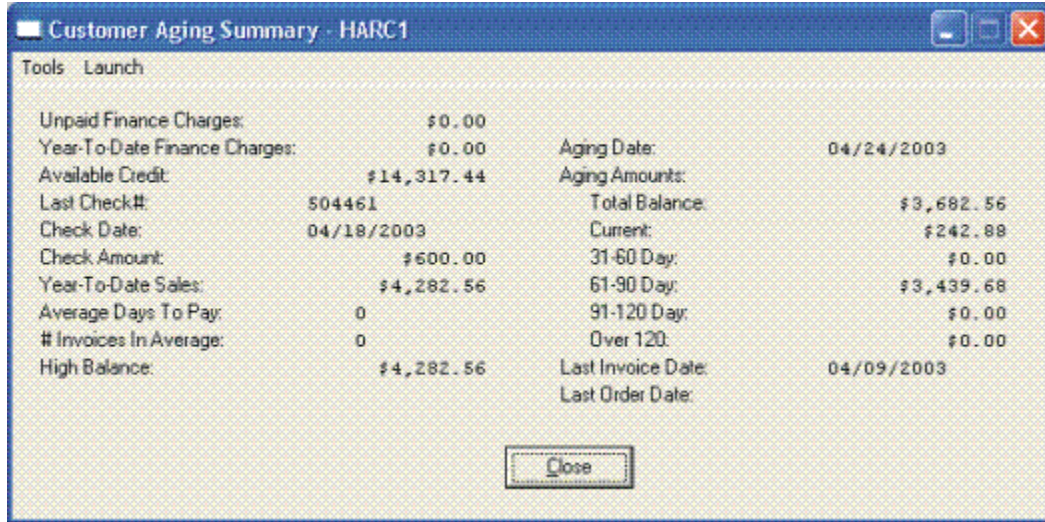 Customer Aging Summary - HARC1
Tools Launch
Unpaid Finance Charges: $0.00
Year-To-Date Finance Charges: $0.00 Aging Date: 04/24/2003
Available Credit: $14,317.44 Aging Amounts:
Last Check#: 504461 Total Balance: $3,682.56
Check Date: 04/18/2003 Current: $242.88
Check Amount: $600.00 31-60 Day: $0.00
Year-To-Date Sales: $4,282.56 61-90 Day: $3,439.68
Average Days To Pay: 0 91-120 Day: $0.00
# Invoices In Average: 0 Over 120: $0.00
High Balance: $4,282.56 Last Invoice Date: 04/09/2003
Last Order Date:
Close